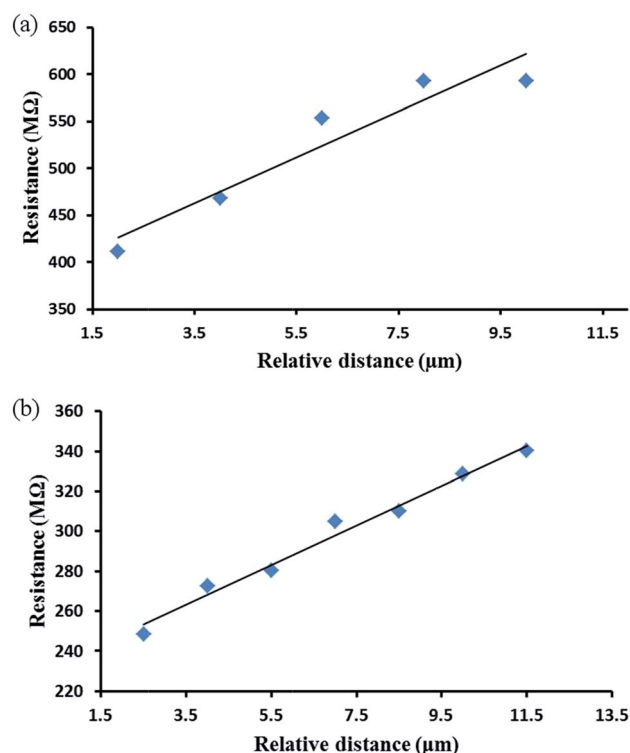 (a)
650
600
550
500
450
400
350
Resistance (MΩ)
1.5 3.5 5.5 7.5 9.5 11.5
Relative distance (μm)
(b)
360
340
320
300
280
260
240
220
Resistance (MΩ)
1.5 3.5 5.5 7.5 9.5 11.5 13.5
Relative distance (μm)